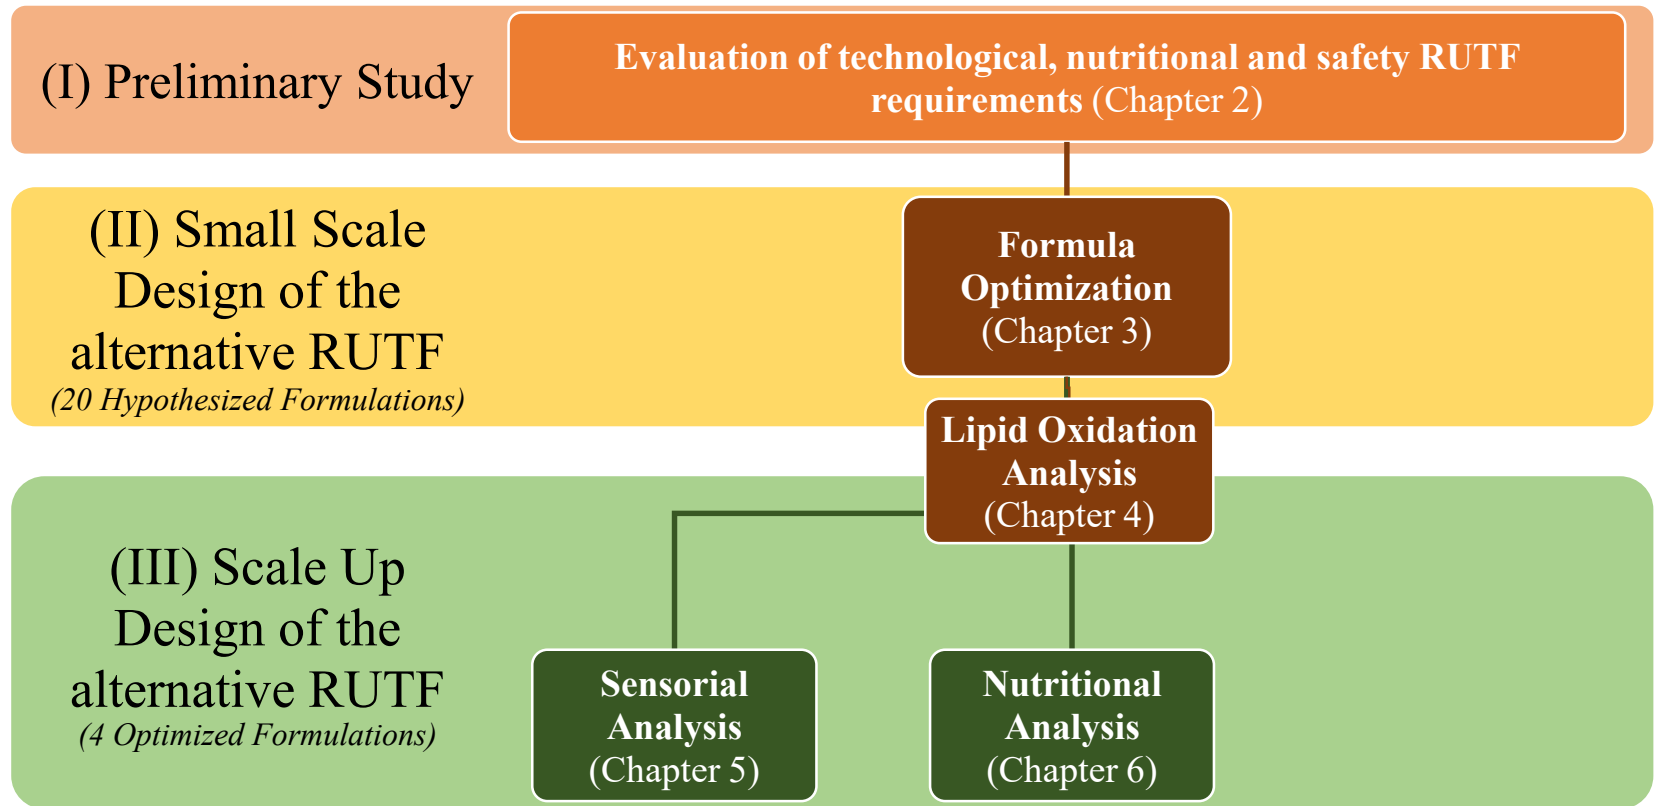 (I) Preliminary Study
Evaluation of technological, nutritional and safety RUTF
requirements (Chapter 2)
(II) Small Scale
Design of the
alternative RUTF
(20 Hypothesized Formulations)
Formula
Optimization
(Chapter 3)
Lipid Oxidation
Analysis
(Chapter 4)
(III) Scale Up
Design of the
alternative RUTF
(4 Optimized Formulations)
Sensorial
Analysis
(Chapter 5)
Nutritional
Analysis
(Chapter 6)